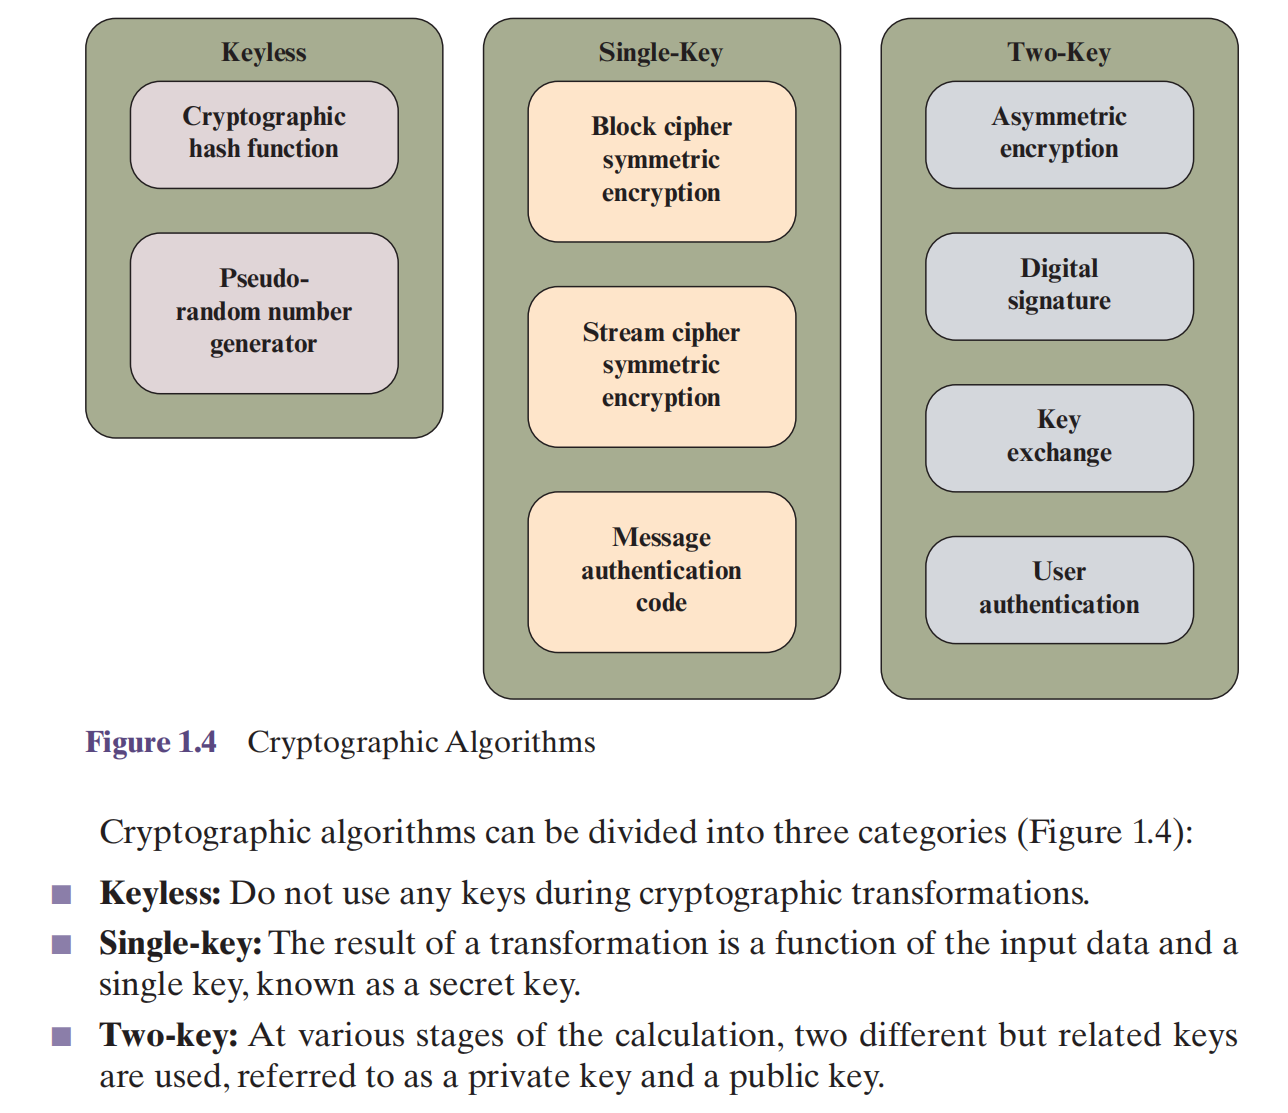 Keyless
Cryptographic
hash function
Pseudo-
random number
generator
Single-Key
Block cipher
symmetric
encryption
Stream cipher
symmetric
encryption
Message
authentication
code
Two-Key
Asymmetric
encryption
Digital
signature
Key
exchange
User
authentication
Figure 1.4 Cryptographic Algorithms
Cryptographic algorithms can be divided into three categories (Figure 1.4):
■ Keyless: Do not use any keys during cryptographic transformations.
■ Single-key: The result of a transformation is a function of the input data and a
single key, known as a secret key.
■ Two-key: At various stages of the calculation, two different but related keys
are used, referred to as a private key and a public key.